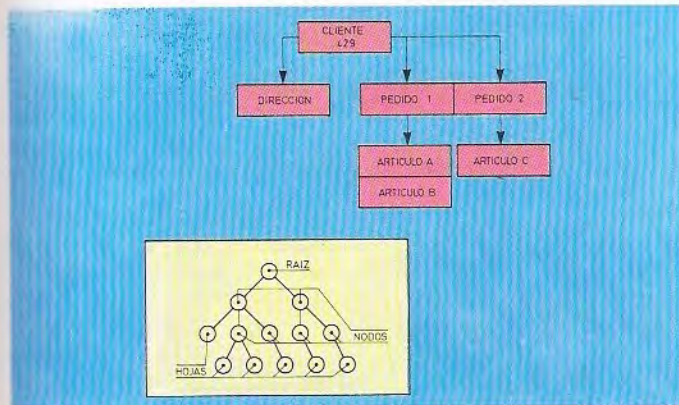 CLIENTE
429
DIRECCION
PEDIDO 1
PEDIDO 2
ARTICULO A
ARTICULO C
ARTICULO B
RAIZ
NODOS
HOJAS